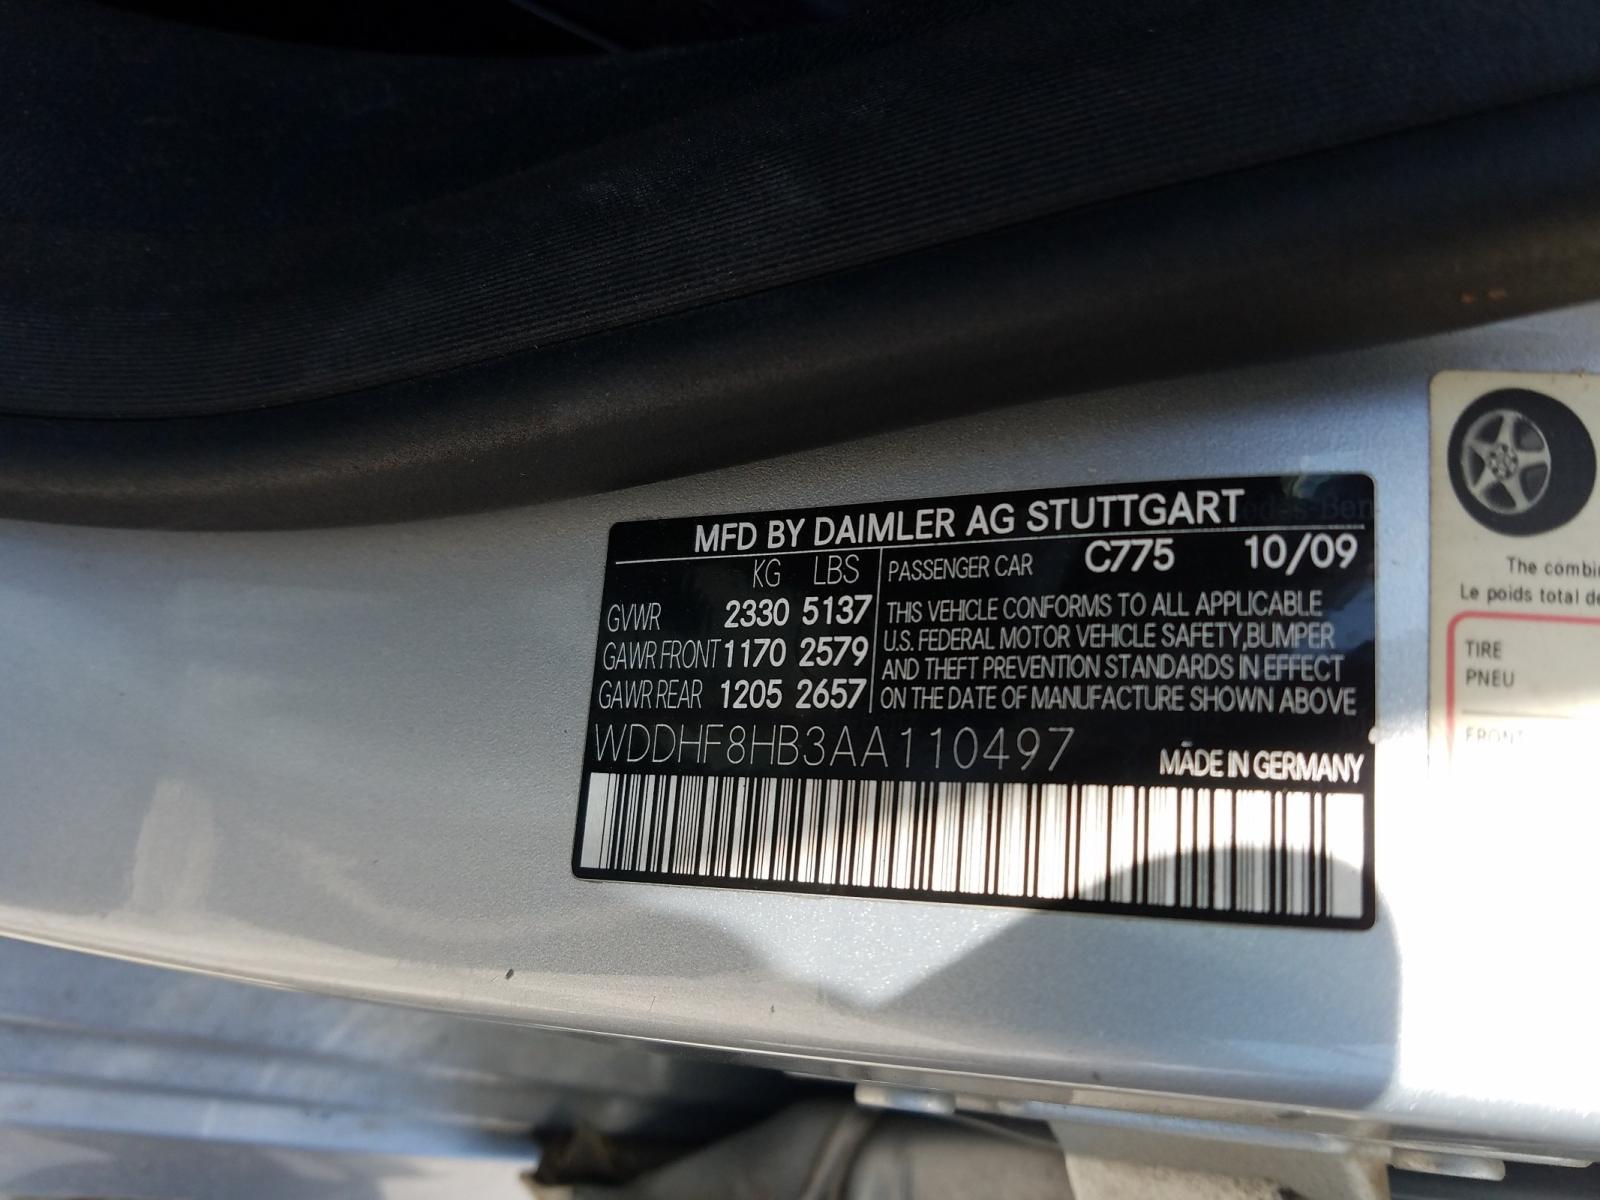 MFD BY DAIMLER AG STUTTGART
KG LBS
GVWR 2330 5137
GAWR FRONT 1170 2579
GAWR REAR 1205 2657
PASSENGER CAR C775 10/09
THIS VEHICLE CONFORMS TO ALL APPLICABLE
U.S. FEDERAL MOTOR VEHICLE SAFETY,BUMPER
AND THEFT PREVENTION STANDARDS IN EFFECT
ON THE DATE OF MANUFACTURE SHOWN ABOVE
WDDHF8HB3AA110497
MADE IN GERMANY
The
Le poids total
TIRE
PNEU
FRONT